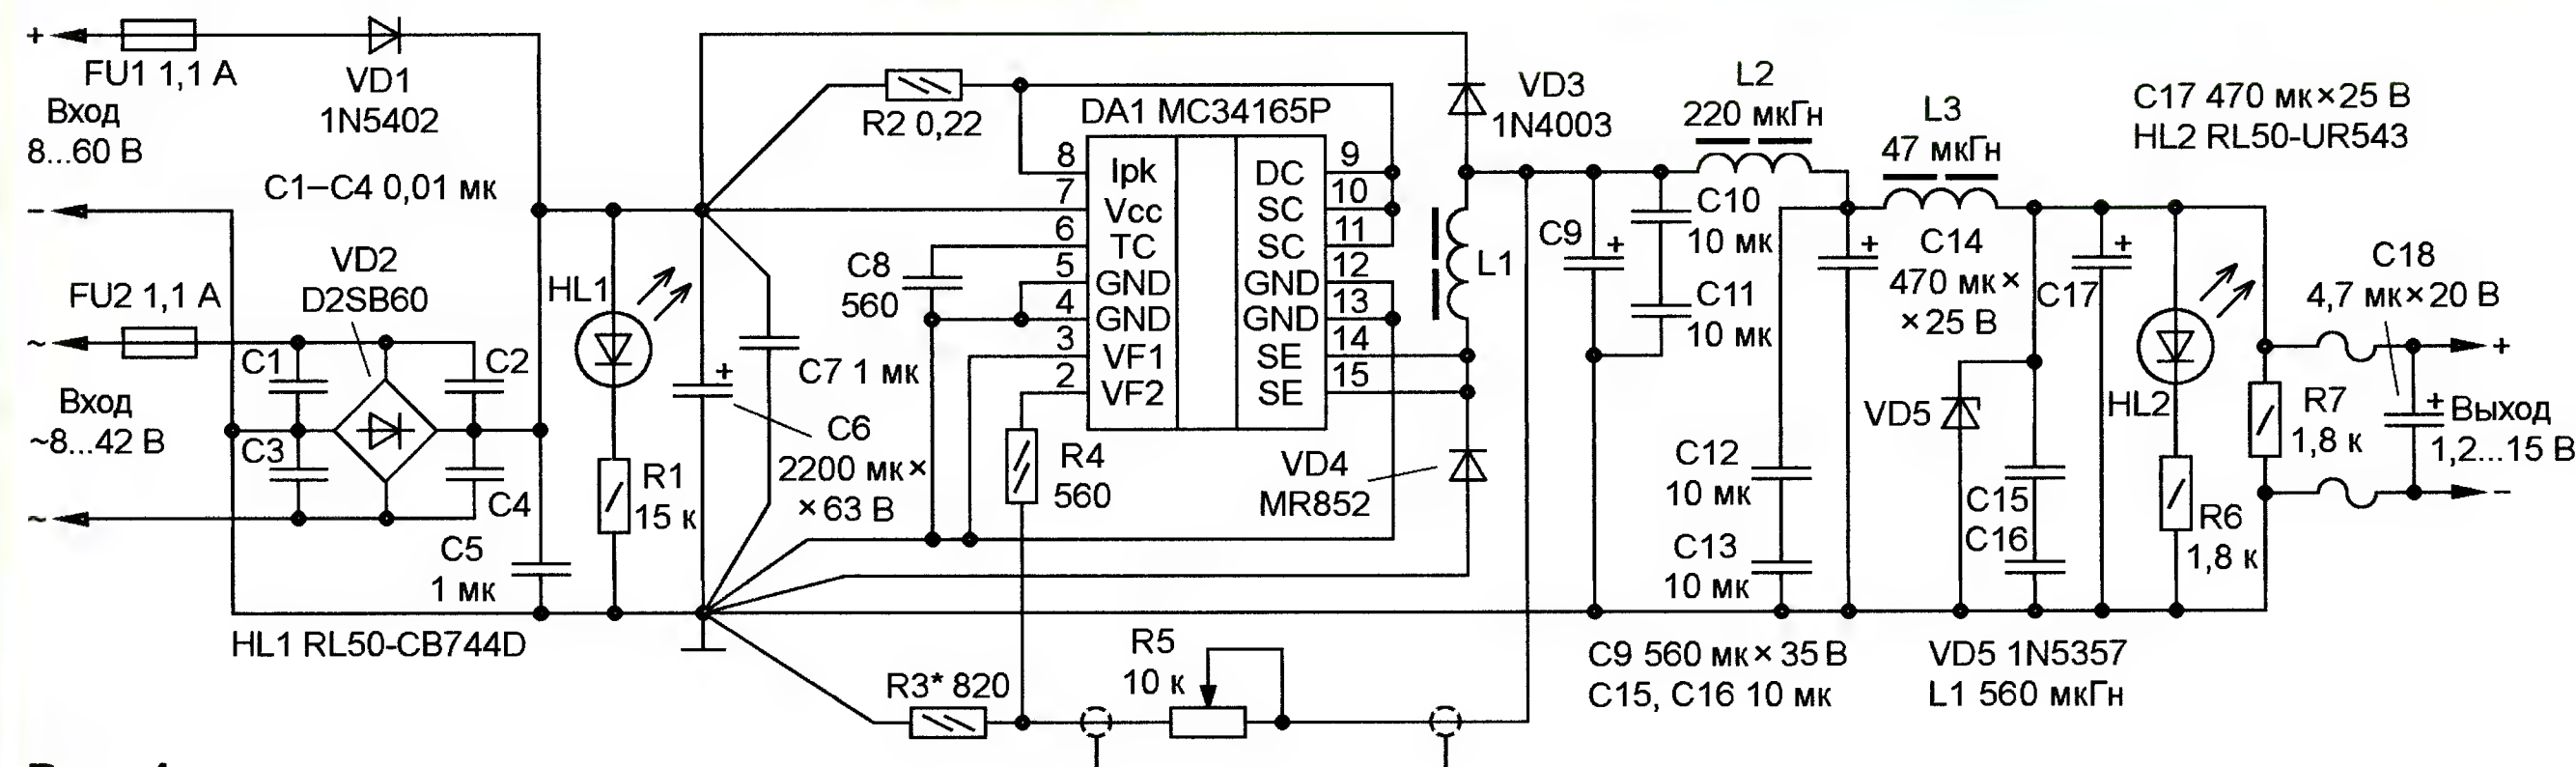 +
FU1 1,1 А
VD1
1N5402
Вход
8...60 В
−
C1–C4 0,01 мк
VD2
D2SB60
FU2 1,1 А
~
C1
C2
Вход
~8...42 В
C3
C4
~
C5
1 мк
HL1 RL50-CB744D
HL1
R1
15 к
+
C6
2200 мк×
×63 В
C7 1 мк
R2 0,22
C8
560
DA1 MC34165P
8
Ipk
7
Vcc
6
TC
5
GND
4
GND
3
VF1
2
VF2
DC
9
SC
10
SC
11
GND
12
GND
13
SE
14
SE
15
R4
560
R3* 820
R5
10 к
VD3
1N4003
L1
VD4
MR852
C9
+
C10
10 мк
C11
10 мк
L2
220 мкГн
C12
10 мк
C13
10 мк
L3
47 мкГн
+
C14
470 мк×
×25 В
VD5
C15
C16
C17
+
C17 470 мк×25 В
HL2 RL50-UR543
HL2
R6
1,8 к
R7
1,8 к
C18
4,7 мк×20 В
+
+
Выход
1,2...15 В
−
C9 560 мк×35 В
C15, C16 10 мк
VD5 1N5357
L1 560 мкГн